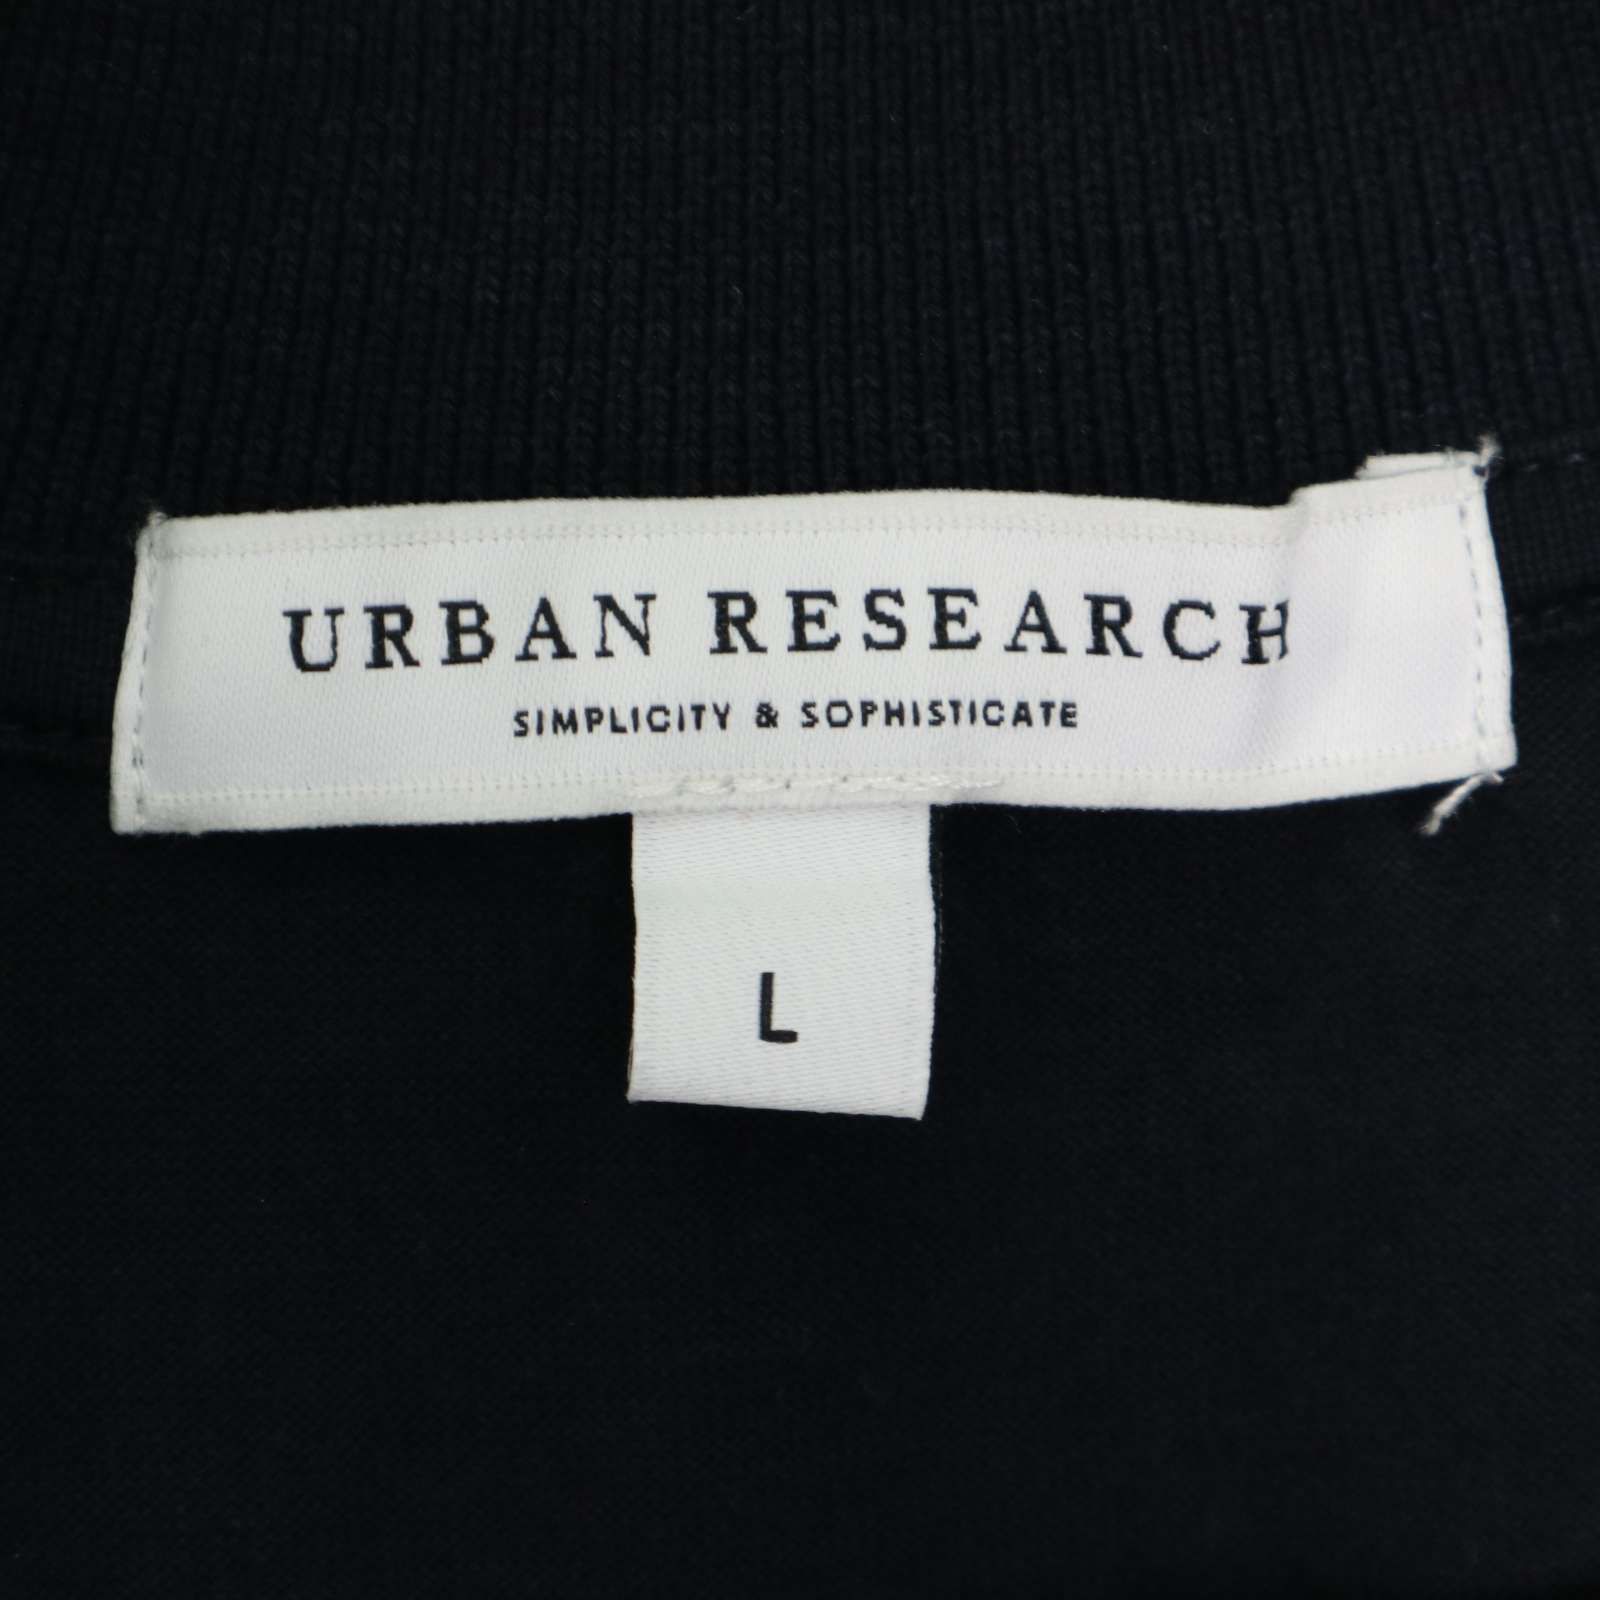 URBAN RESEARCH
SIMPLICITY & SOPHISTICATE
L